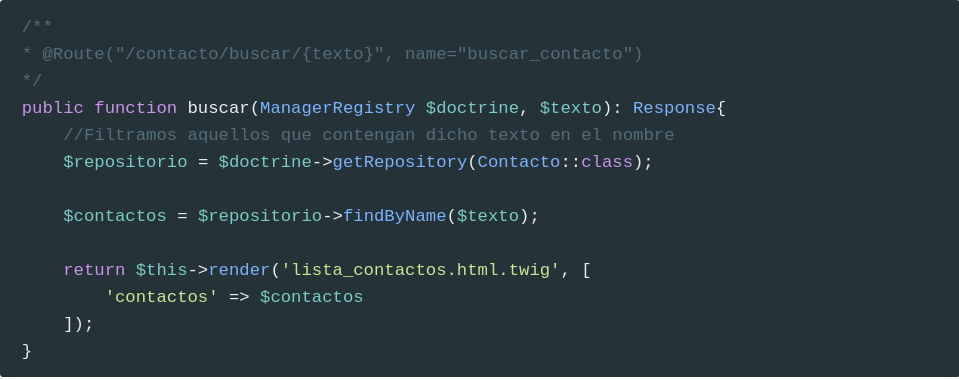 /**
* @Route("/contacto/buscar/{texto}", name="buscar_contacto")
*/
public function buscar(ManagerRegistry $doctrine, $texto): Response{
    //Filtramos aquellos que contengan dicho texto en el nombre
    $repositorio = $doctrine->getRepository(Contacto::class);

    $contactos = $repositorio->findByName($texto);

    return $this->render('lista_contactos.html.twig', [
        'contactos' => $contactos
    ]);
}